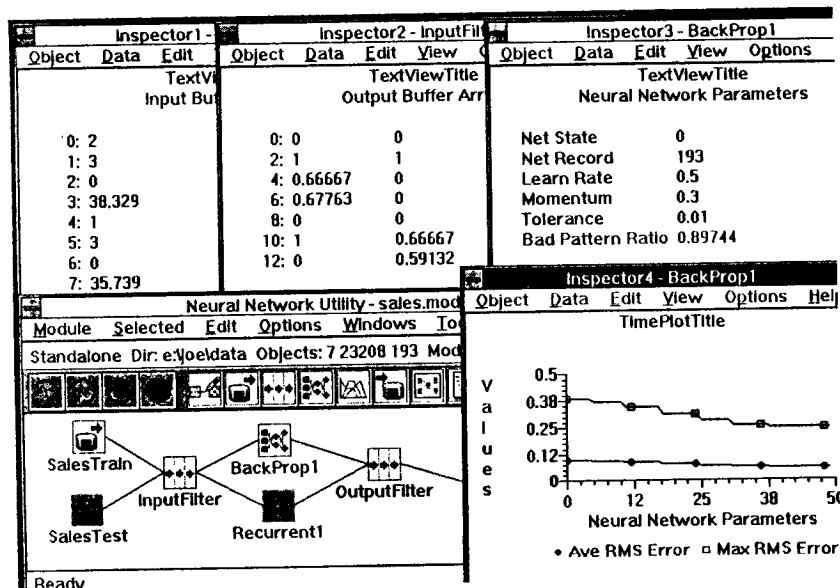 Inspector1 -
Object Data Edit
TextVi
Input Buf
0: 2
1: 3
2: 0
3: 38.329
4: 1
5: 3
6: 0
7: 35.739
Inspector2 - InputFilt
Object Data Edit View
TextViewTitle
Output Buffer Arr
0: 0 0
2: 1 1
4: 0.66667 0
6: 0.67763 0
8: 0 0
10: 1 0.66667
12: 0 0.59132
Inspector3 - BackProp1
Object Data Edit View Options
TextViewTitle
Neural Network Parameters
Net State 0
Net Record 193
Learn Rate 0.5
Momentum 0.3
Tolerance 0.01
Bad Pattern Ratio 0.89744
Neural Network Utility - sales.mod
Module Selected Edit Options Windows Too
Standalone Dir: e:\joe\data Objects: 7 23208 193 Mod
SalesTrain
SalesTest
InputFilter
BackProp1
Recurrent1
OutputFilter
Ready
Inspector4 - BackProp1
Object Data Edit View Options Help
TimePlotTitle
Values
0.5
0.38
0.25
0.12
0
0 12 25 38 50
Neural Network Parameters
Ave RMS Error Max RMS Error